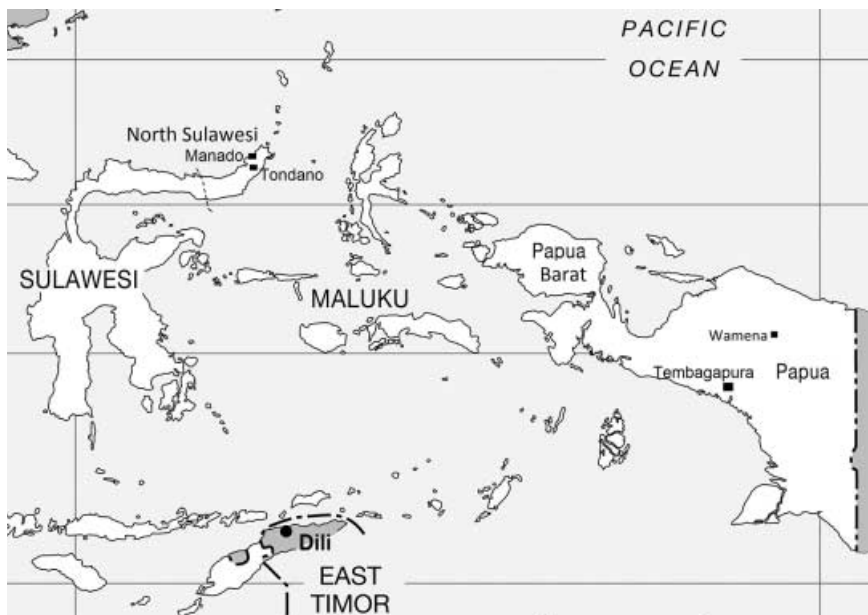 PACIFIC
OCEAN
North Sulawesi
Manado
Tondano
Papua
Barat
SULAWESI
MALUKU
Wamena
Tembagapura
Papua
Dili
EAST
TIMOR